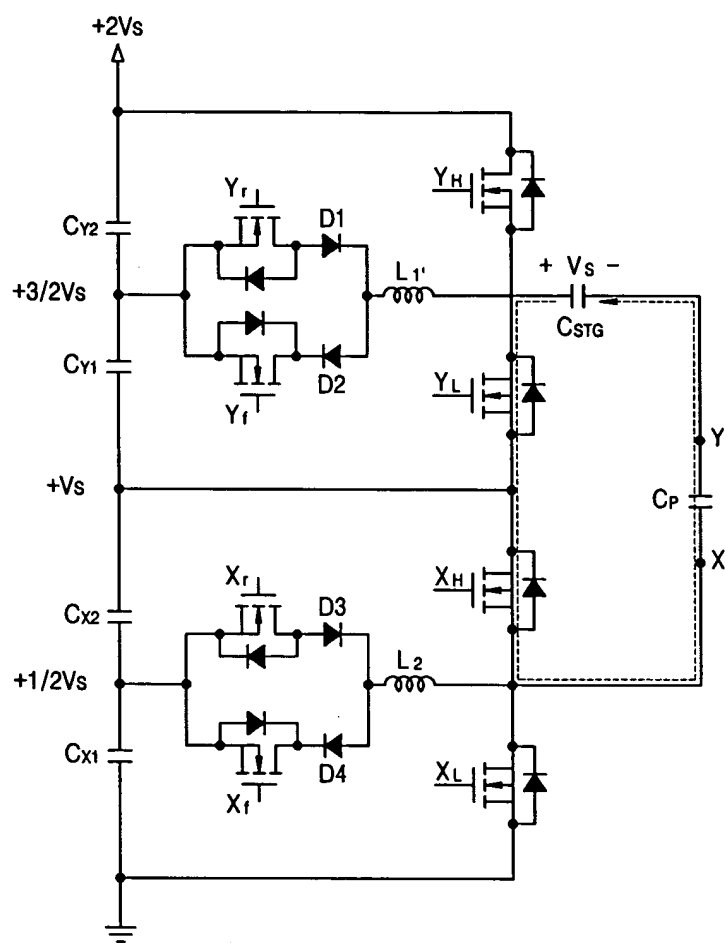 +2Vs
YH
Yr
D1
CY2
L1'
+ Vs -
+3/2Vs
CSTG
CY1
D2
YL
Yf
Y
+Vs
CP
Xr
XH
X
D3
CX2
L2
+1/2Vs
CX1
D4
XL
Xf